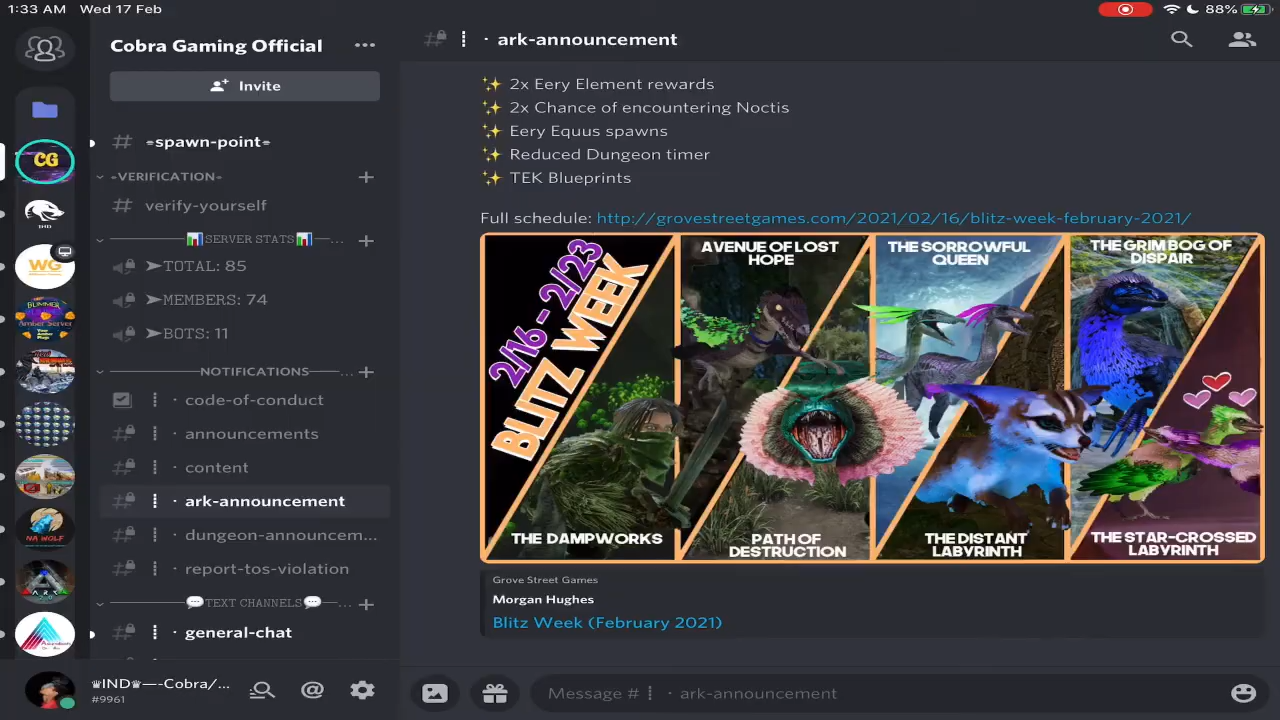 1:33 AM Wed 17 Feb
88%
Cobra Gaming Official
Invite
spawn-point
VERIFICATION
verify-yourself
SERVER STATS
➤TOTAL: 85
➤MEMBERS: 74
➤BOTS: 11
NOTIFICATIONS
code-of-conduct
announcements
content
ark-announcement
dungeon-announcem...
report-tos-violation
TEXT CHANNELS
general-chat
♛IND♛—-Cobra/...
#9961
CG
WG
NA WOLF
ark-announcement
✨ 2x Eery Element rewards
✨ 2x Chance of encountering Noctis
✨ Eery Equus spawns
✨ Reduced Dungeon timer
✨ TEK Blueprints
Full schedule: http://grovestreetgames.com/2021/02/16/blitz-week-february-2021/
2/16 - 2/23
BLITZ WEEK
AVENUE OF LOST
HOPE
THE SORROWFUL
QUEEN
THE GRIM BOG OF
DISPAIR
THE DAMPWORKS
PATH OF
DESTRUCTION
THE DISTANT
LABYRINTH
THE STAR-CROSSED
LABYRINTH
Grove Street Games
Morgan Hughes
Blitz Week (February 2021)
Message # ⁞ · ark-announcement